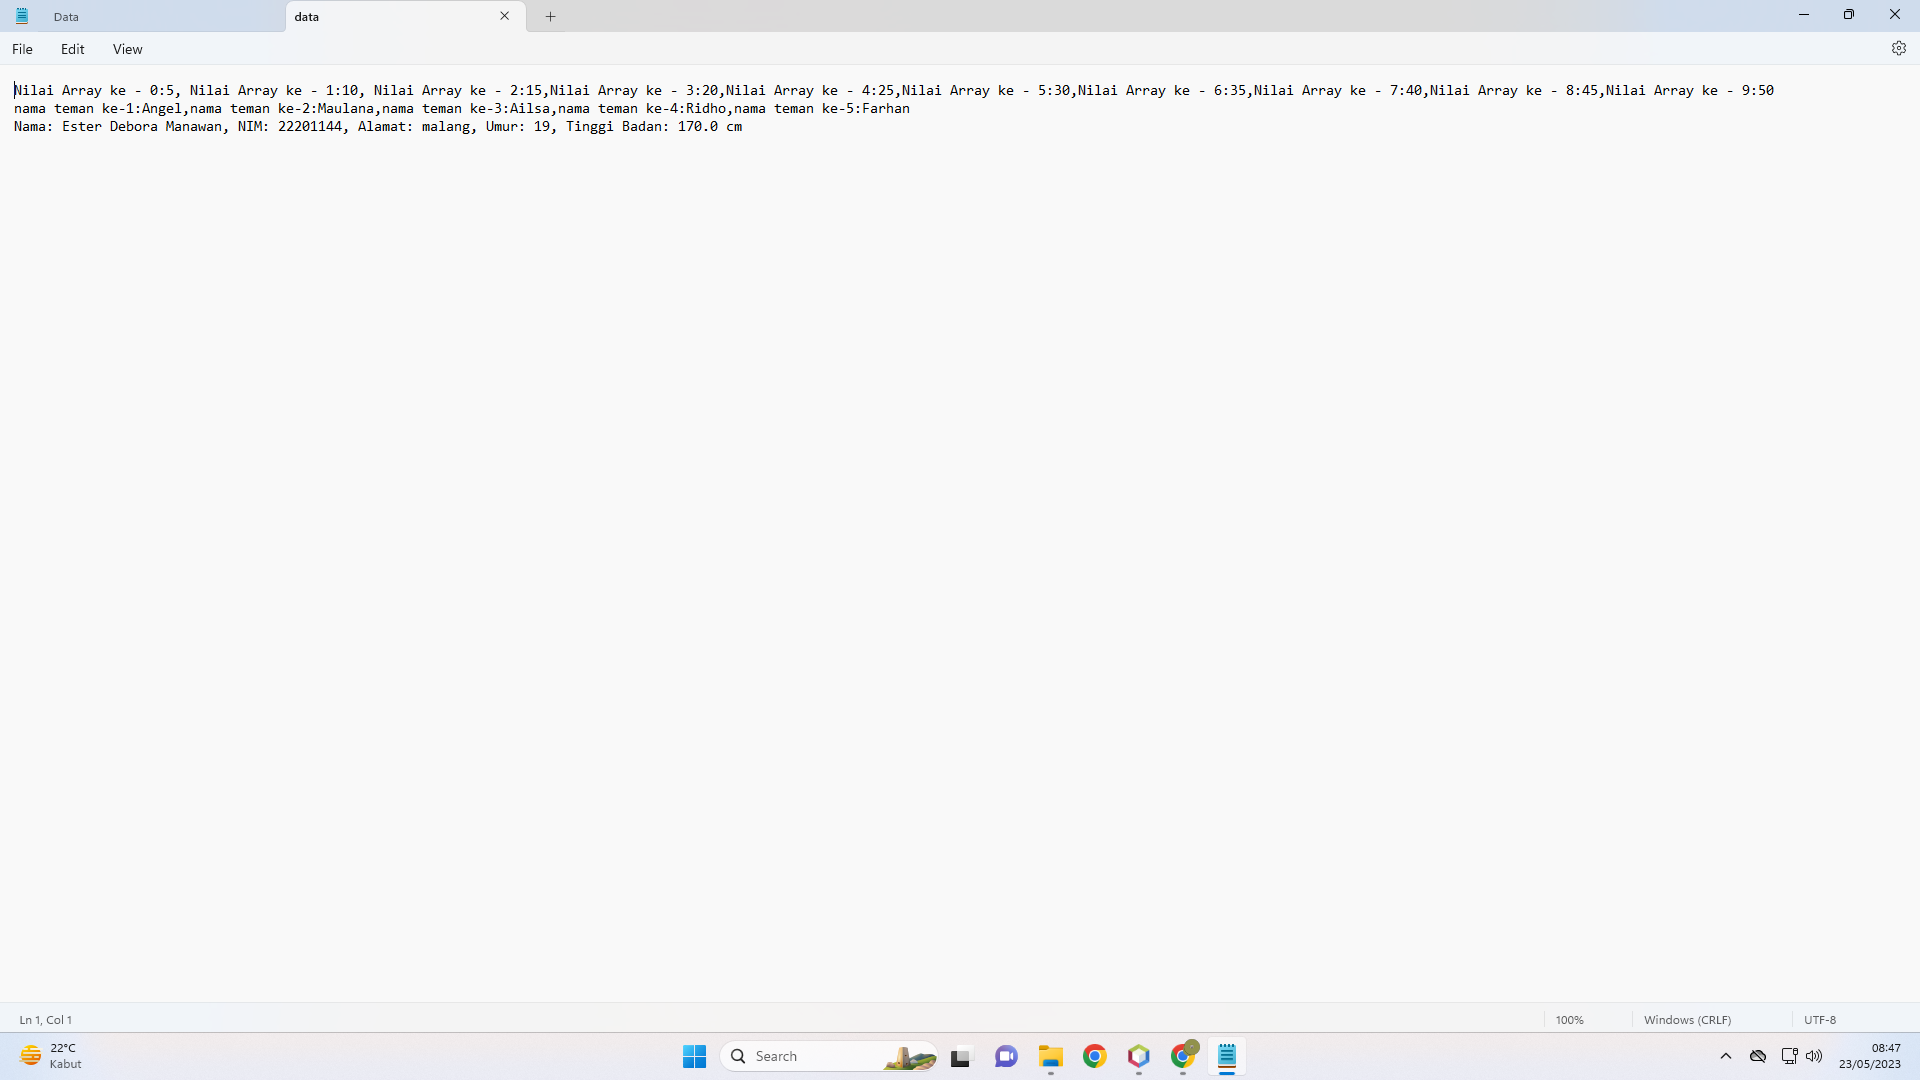 Data
data
File Edit View
Nilai Array ke - 0:5, Nilai Array ke - 1:10, Nilai Array ke - 2:15,Nilai Array ke - 3:20,Nilai Array ke - 4:25,Nilai Array ke - 5:30,Nilai Array ke - 6:35,Nilai Array ke - 7:40,Nilai Array ke - 8:45,Nilai Array ke - 9:50
nama teman ke-1:Angel,nama teman ke-2:Maulana,nama teman ke-3:Ailsa,nama teman ke-4:Ridho,nama teman ke-5:Farhan
Nama: Ester Debora Manawan, NIM: 22201144, Alamat: malang, Umur: 19, Tinggi Badan: 170.0 cm
Ln 1, Col 1 100% Windows (CRLF) UTF-8
22°C
Kabut
Search
08:47
23/05/2023